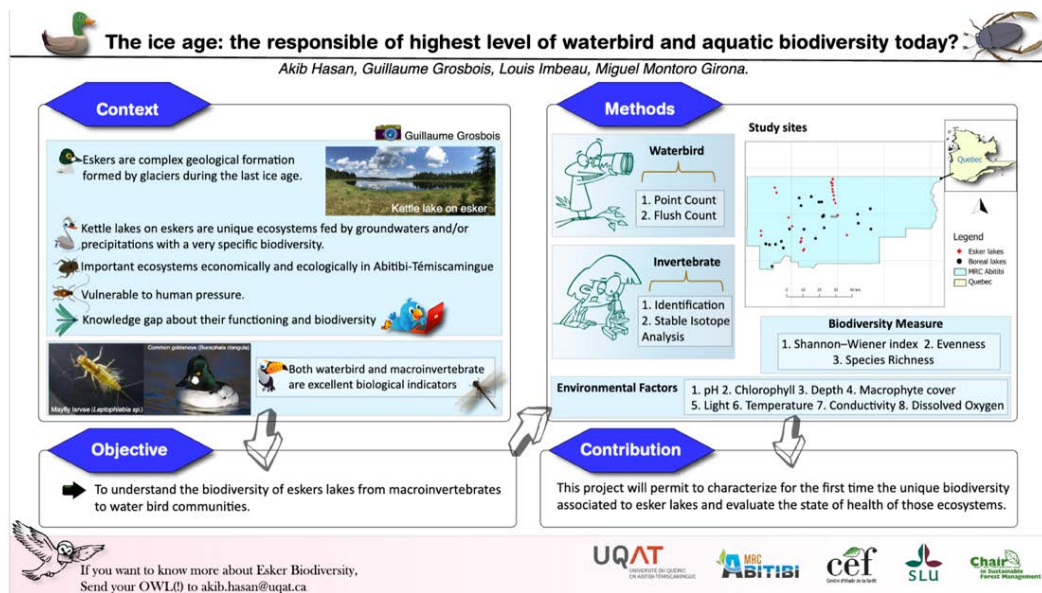 The ice age: the responsible of highest level of waterbird and aquatic biodiversity today?
Akib Hasan, Guillaume Grosbois, Louis Imbeau, Miguel Montoro Girona.
Context
Guillaume Grosbois
Eskers are complex geological formation
formed by glaciers during the last ice age.
Kettle lake on esker
Kettle lakes on eskers are unique ecosystems fed by groundwaters and/or
precipitations with a very specific biodiversity.
Important ecosystems economically and ecologically in Abitibi-Témiscamingue
Vulnerable to human pressure.
Knowledge gap about their functioning and biodiversity
Mayfly larvae (Leptophlebia sp.)
Common goldeneye (Bucephala clangula)
Both waterbird and macroinvertebrate
are excellent biological indicators
Objective
To understand the biodiversity of eskers lakes from macroinvertebrates
to water bird communities.
Methods
Waterbird
1. Point Count
2. Flush Count
Invertebrate
1. Identification
2. Stable Isotope
Analysis
Study sites
Quebec
Legend
Esker lakes
Boreal lakes
MRC Abitibi
Quebec
Biodiversity Measure
1. Shannon–Wiener index 2. Evenness
3. Species Richness
Environmental Factors
1. pH 2. Chlorophyll 3. Depth 4. Macrophyte cover
5. Light 6. Temperature 7. Conductivity 8. Dissolved Oxygen
Contribution
This project will permit to characterize for the first time the unique biodiversity
associated to esker lakes and evaluate the state of health of those ecosystems.
If you want to know more about Esker Biodiversity,
Send your OWL(!) to akib.hasan@uqat.ca
UQAT
UNIVERSITÉ DU QUÉBEC
EN ABITIBI-TÉMISCAMINGUE
MRC
ABITIBI
cef
Centre d'étude de la forêt
SLU
Chair
in Sustainable
Forest Management